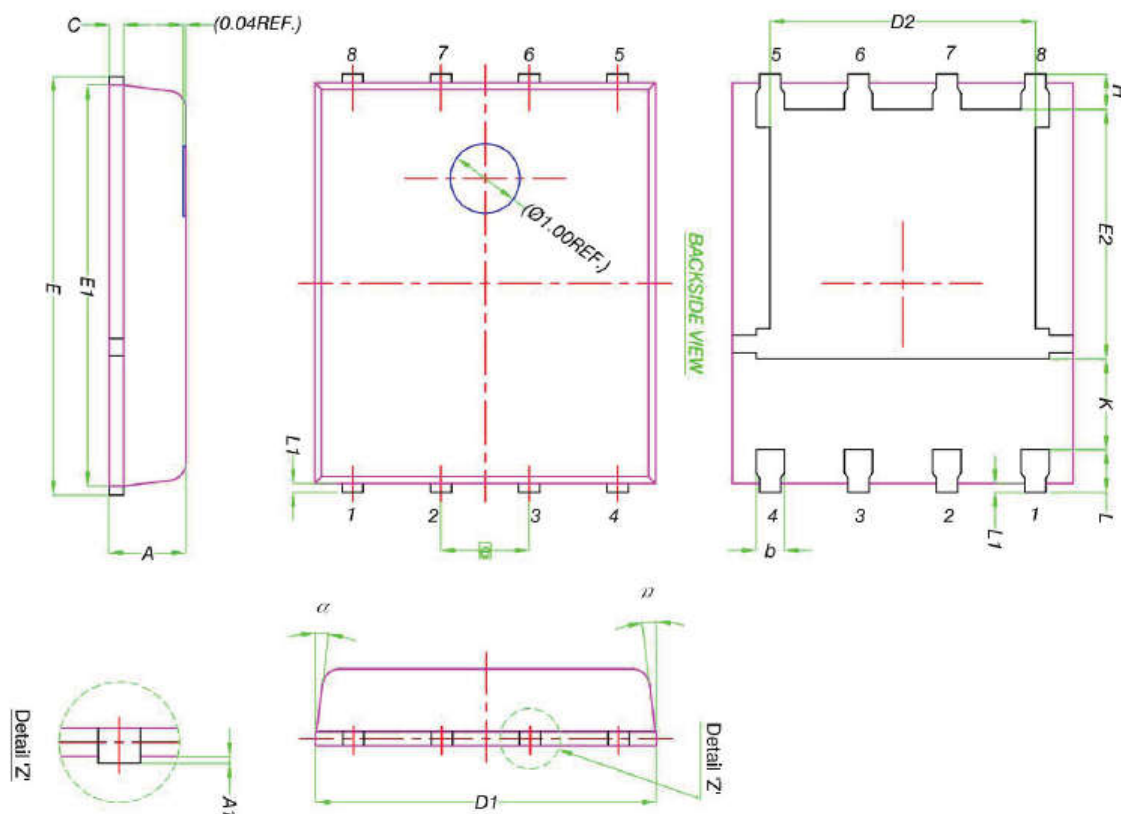 C
(0.04REF.)
E
E1
A
8 7 6 5
(Ø1.00REF.)
L1
1 2 3 4
BACKSIDE VIEW
D2
5 6 7 8
H
E2
K
L
L1
4 3 2 1
b
α
Detail 'Z'
A1
D1
Detail 'Z'